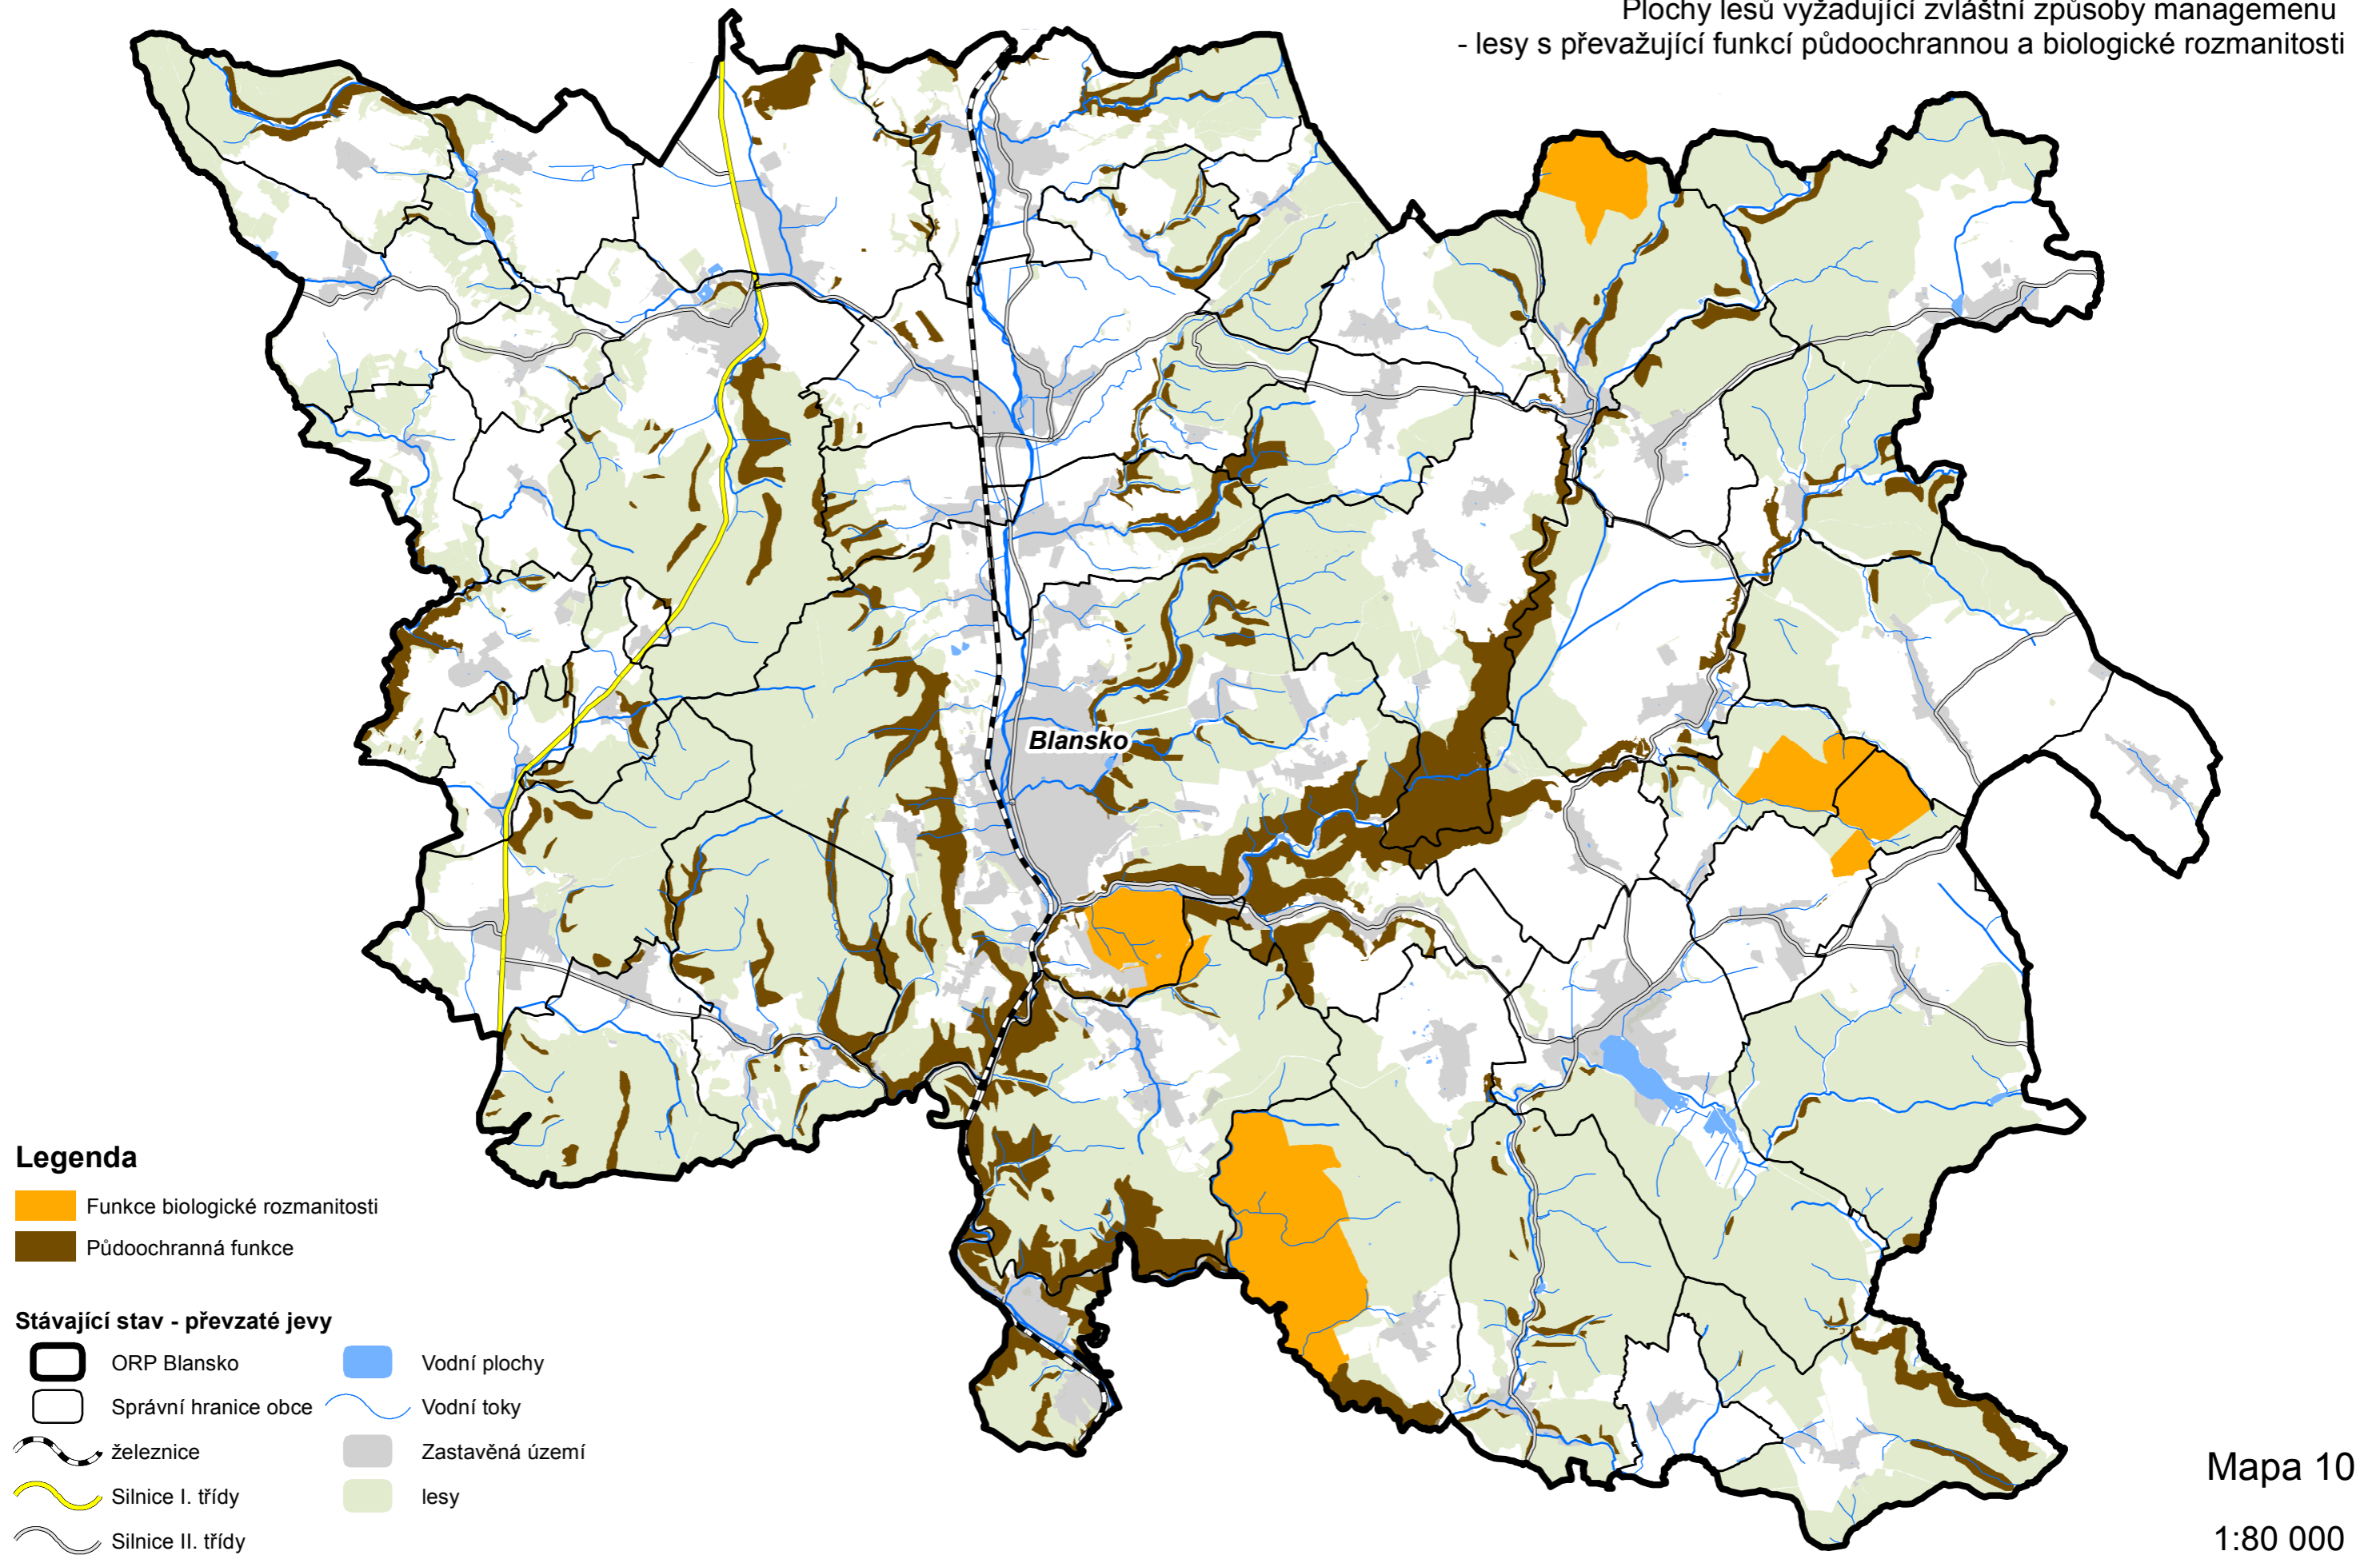 Plochy lesů vyžadující zvláštní způsoby managemenu
- lesy s převažující funkcí půdoochrannou a biologické rozmanitosti
Blansko
Legenda
Funkce biologické rozmanitosti
Půdoochranná funkce
Stávající stav - převzaté jevy
ORP Blansko
Vodní plochy
Správní hranice obce
Vodní toky
železnice
Zastavěná území
Silnice I. třídy
lesy
Silnice II. třídy
Mapa 10
1:80 000